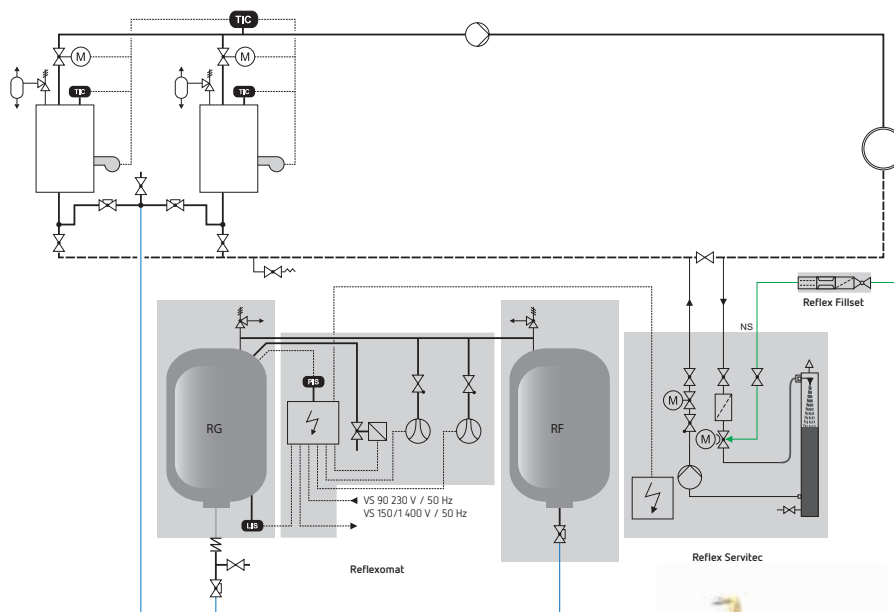 TIC
M
M
TIC
TIC
Reflex Fillset
NS
PIS
RG
RF
M
M
LIS
VS 90 230 V / 50 Hz
VS 150/1 400 V / 50 Hz
Reflexomat
Reflex Servitec